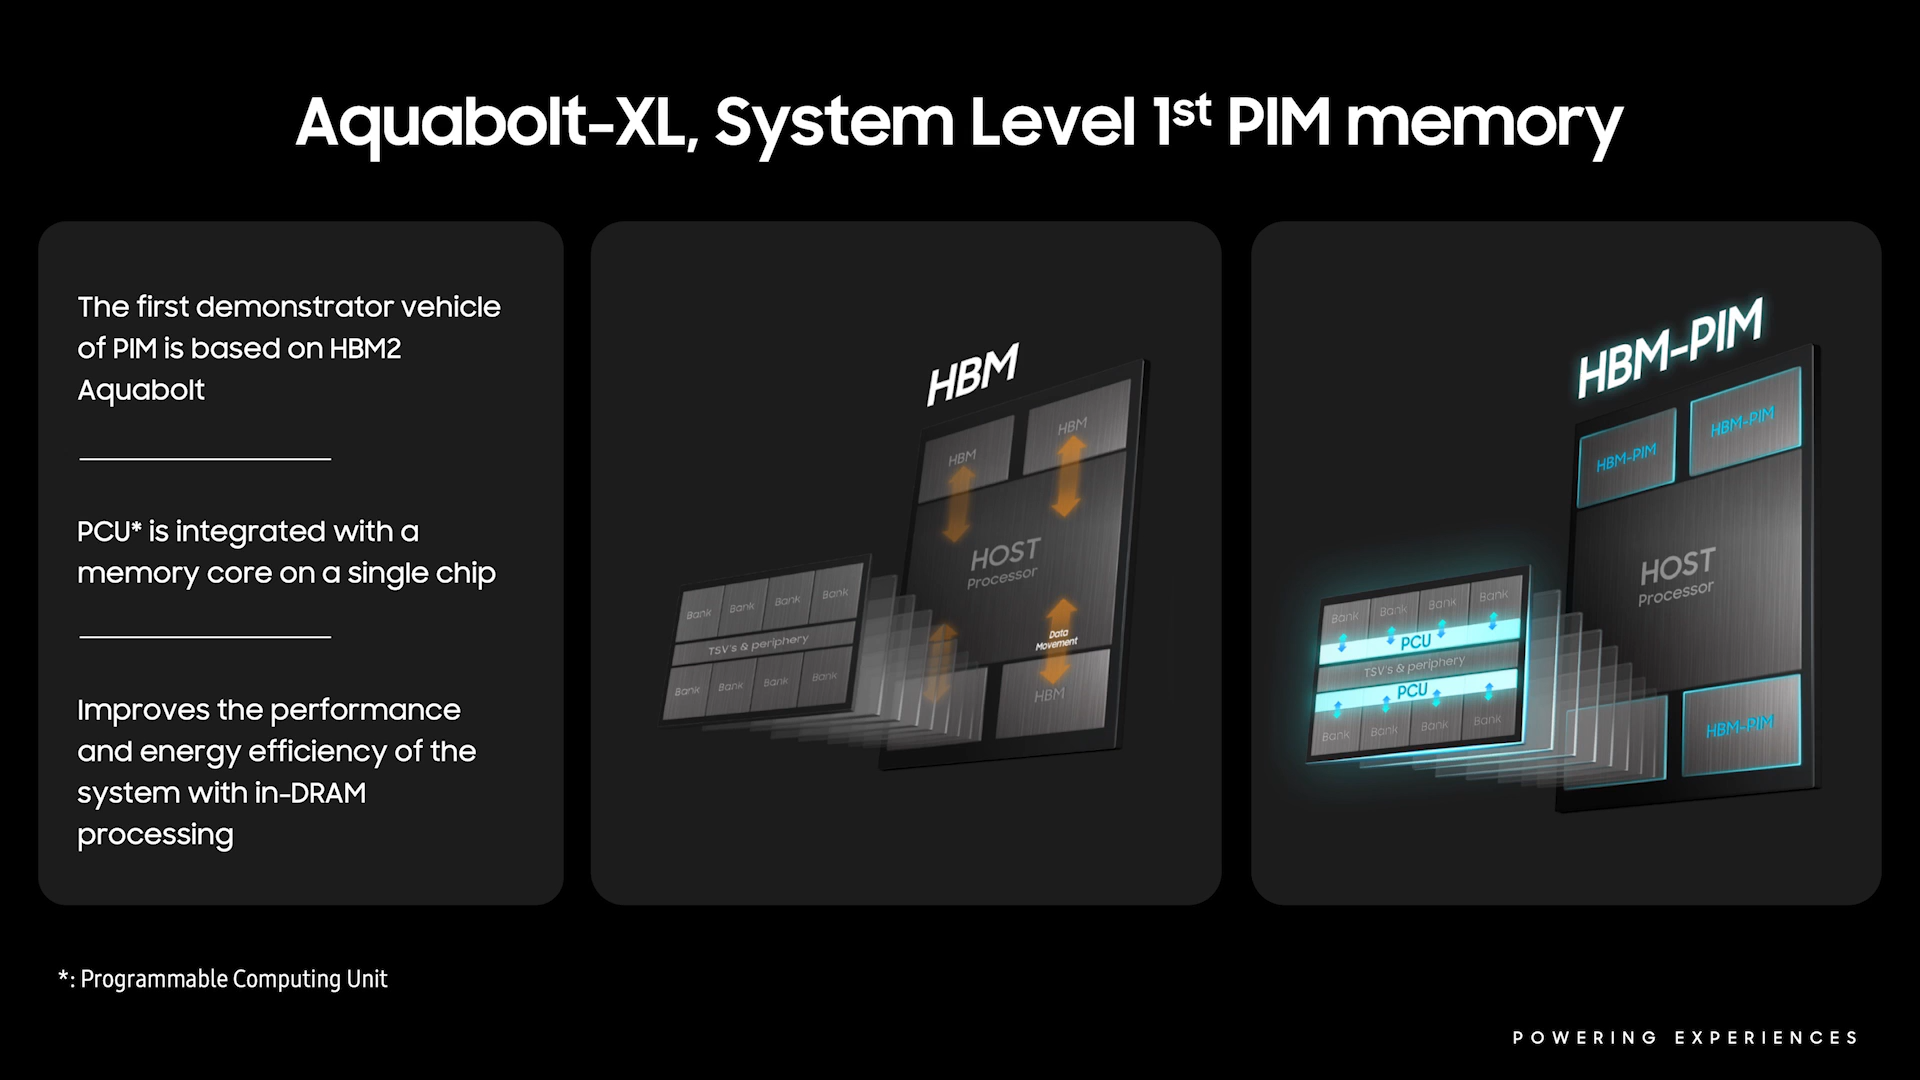 Aquabolt-XL, System Level 1st PIM memory
The first demonstrator vehicle
of PIM is based on HBM2
Aquabolt
PCU* is integrated with a
memory core on a single chip
Improves the performance
and energy efficiency of the
system with in-DRAM
processing
HBM
HBM
HBM
HOST
Processor
Data
Movement
HBM
Bank Bank Bank Bank
TSV's & periphery
Bank Bank Bank Bank
HBM-PIM
HBM-PIM
HBM-PIM
HOST
Processor
HBM-PIM
Bank Bank Bank Bank
PCU
TSV's & periphery
PCU
Bank Bank Bank Bank
*: Programmable Computing Unit
POWERING EXPERIENCES